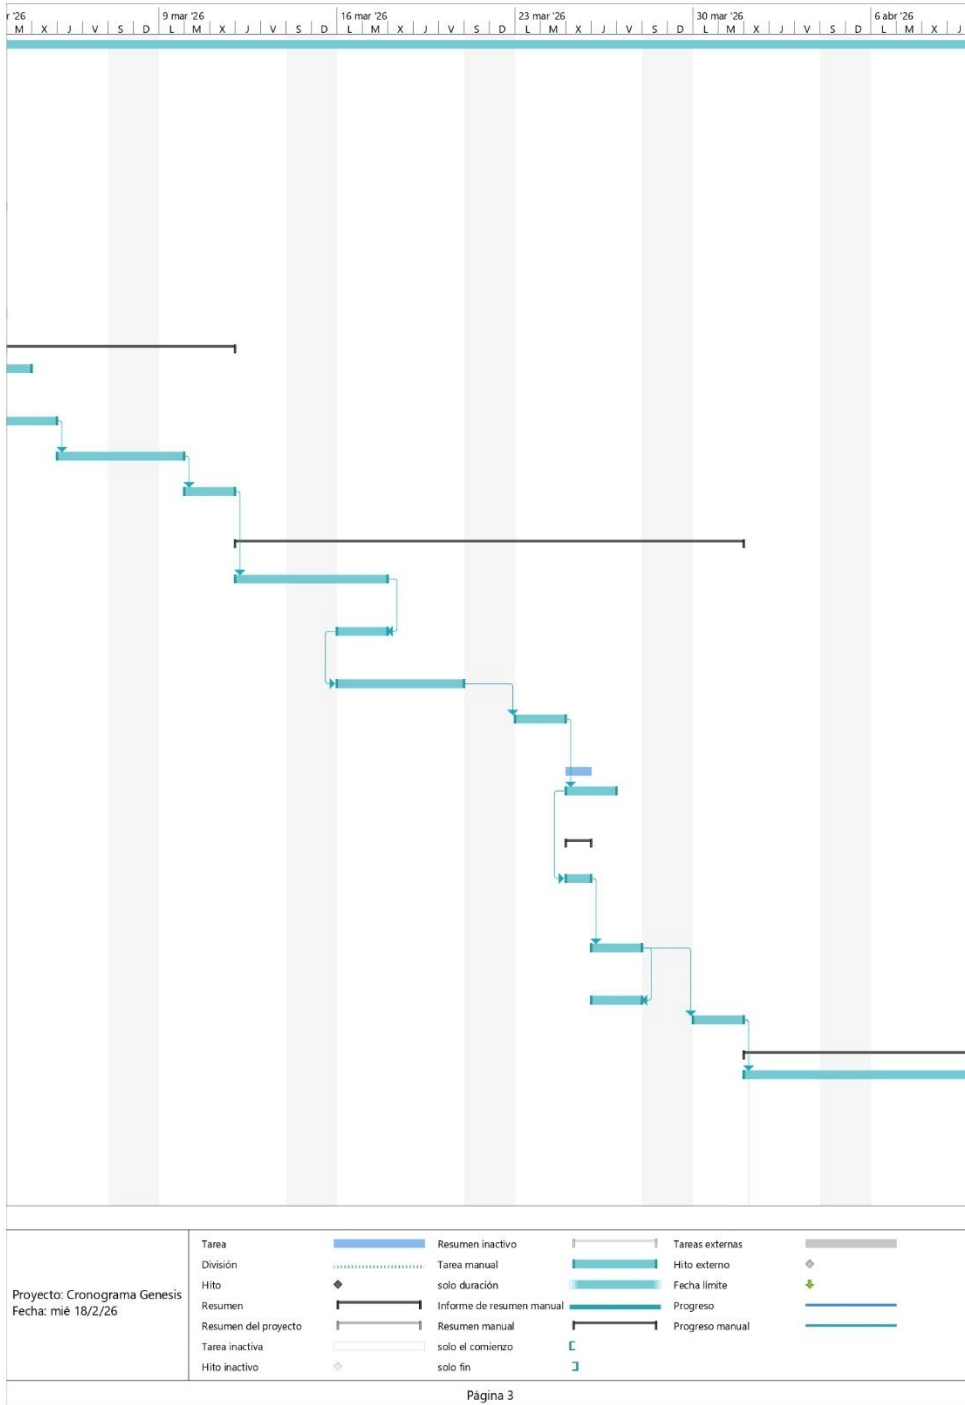 r '26 9 mar '26 16 mar '26 23 mar '26 30 mar '26 6 abr '26
M X J V S D L M X J V S D L M X J V S D L M X J V S D L M X J V S D L M X J
Tarea Resumen inactivo Tareas externas
División Tarea manual Hito externo
Hito solo duración Fecha límite
Proyecto: Cronograma Genesis
Fecha: mié 18/2/26
Resumen Informe de resumen manual Progreso
Resumen del proyecto Resumen manual Progreso manual
Tarea inactiva solo el comienzo
Hito inactivo solo fin
Página 3